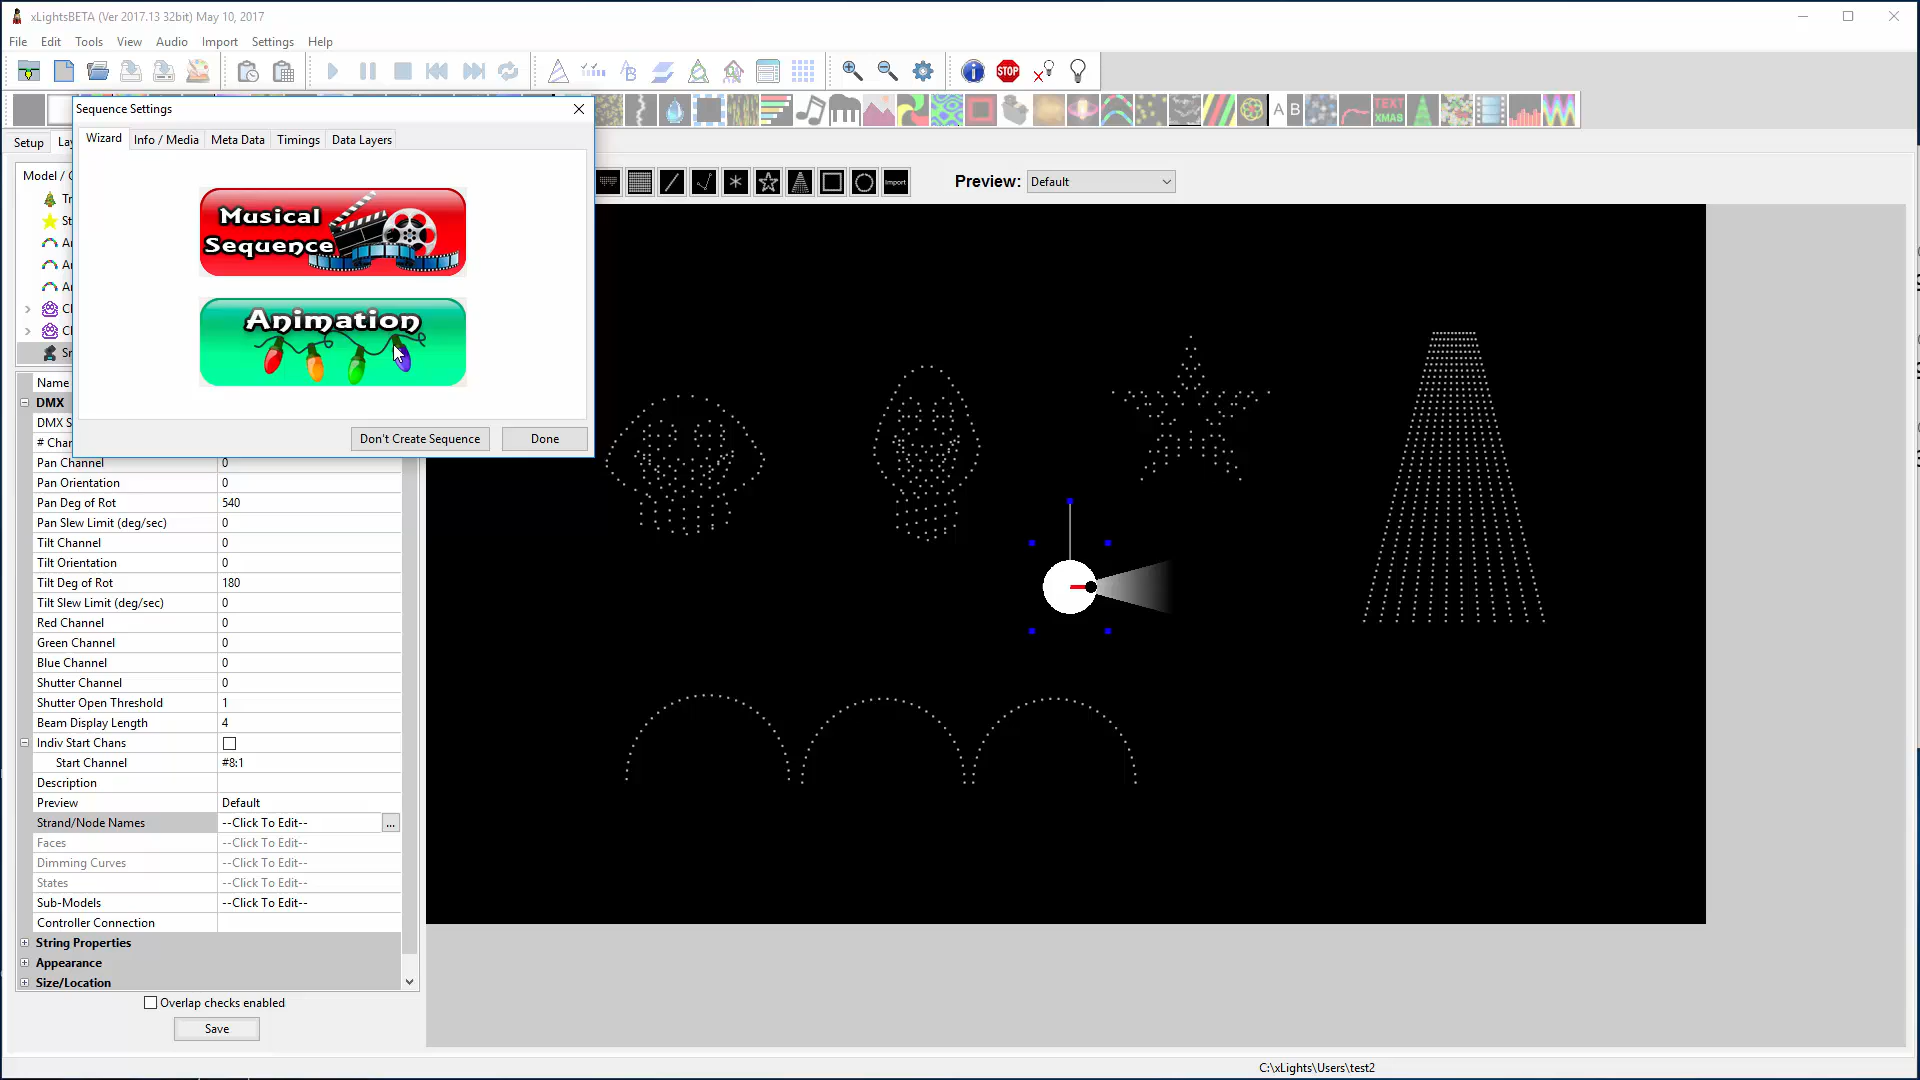 xLightsBETA (Ver 2017.13 32bit) May 10, 2017
File Edit Tools View Audio Import Settings Help
Sequence Settings
Wizard Info / Media Meta Data Timings Data Layers
Musical
Sequence
Animation
Don't Create Sequence Done
Setup
Model /
STOP
A B
TEXT
XMAS
import
Preview: Default
Name
DMX
Pan Channel 0
Pan Orientation 0
Pan Deg of Rot 540
Pan Slew Limit (deg/sec) 0
Tilt Channel 0
Tilt Orientation 0
Tilt Deg of Rot 180
Tilt Slew Limit (deg/sec) 0
Red Channel 0
Green Channel 0
Blue Channel 0
Shutter Channel 0
Shutter Open Threshold 1
Beam Display Length 4
Indiv Start Chans
Start Channel #8:1
Description
Preview Default
Strand/Node Names --Click To Edit-- ...
Faces --Click To Edit--
Dimming Curves --Click To Edit--
States --Click To Edit--
Sub-Models --Click To Edit--
Controller Connection
String Properties
Appearance
Size/Location
Overlap checks enabled
Save
C:\xLights\Users\test2